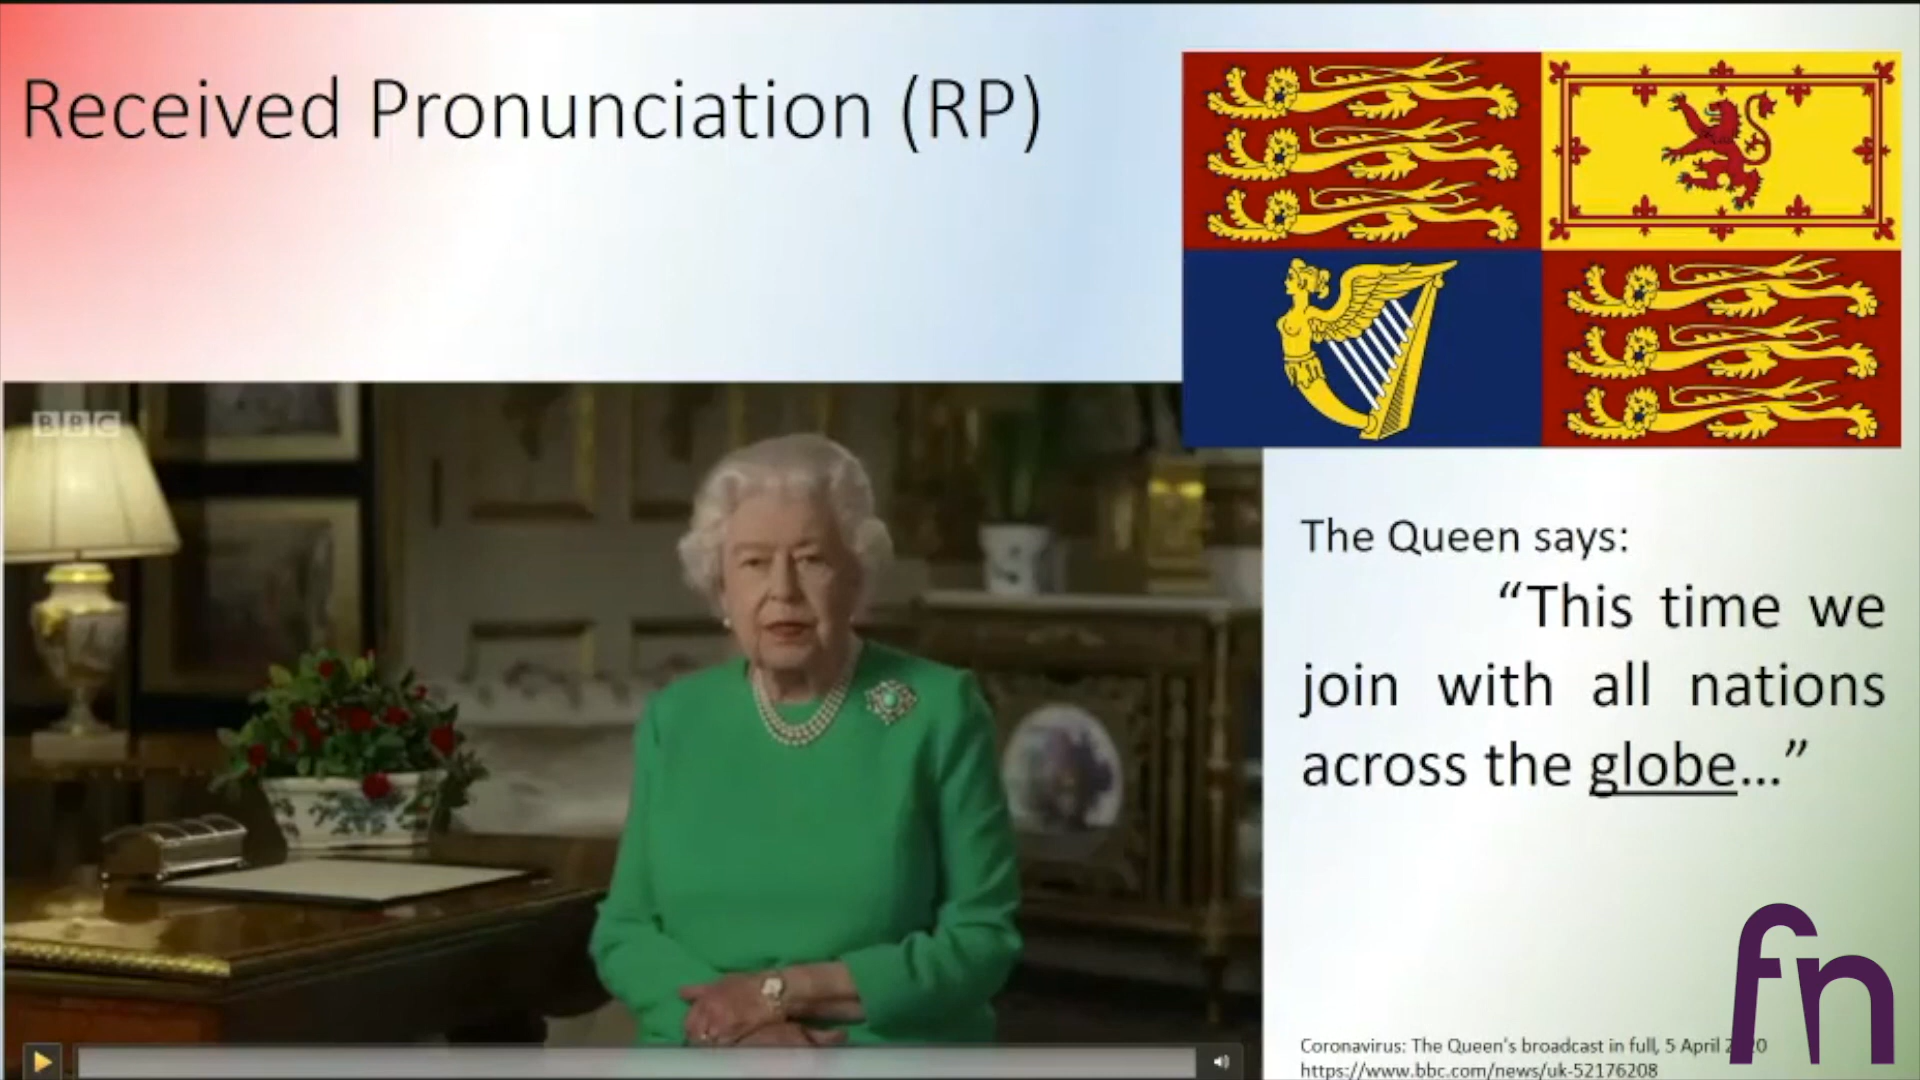 Received Pronunciation (RP)
BBC
The Queen says:
“This time we
join with all nations
across the globe...”
fn
Coronavirus: The Queen's broadcast in full, 5 April
https://www.bbc.com/news/uk-52176208